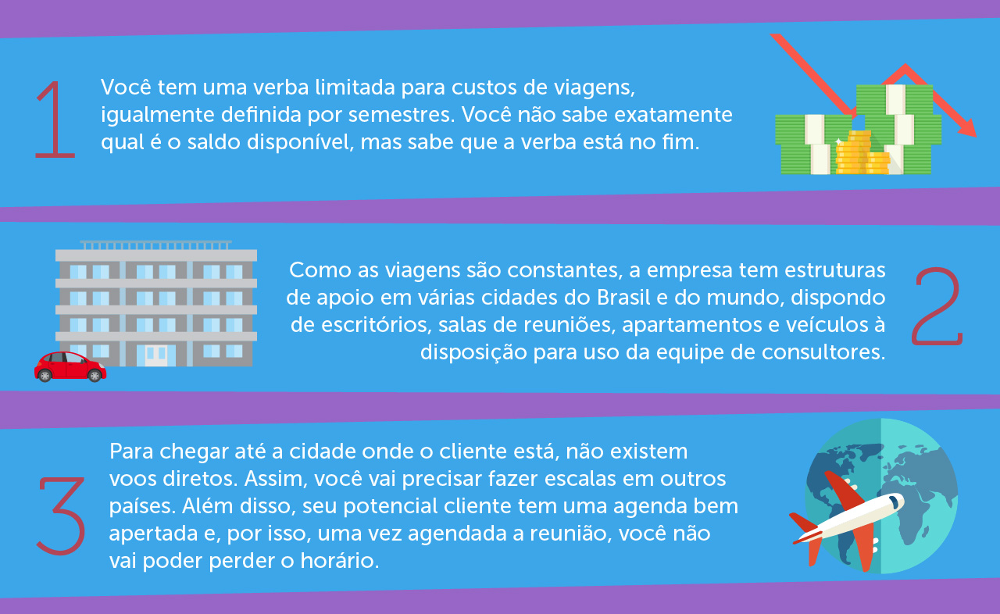 1
Você tem uma verba limitada para custos de viagens,
igualmente definida por semestres. Você não sabe exatamente
qual é o saldo disponível, mas sabe que a verba está no fim.
Como as viagens são constantes, a empresa tem estruturas
de apoio em várias cidades do Brasil e do mundo, dispondo
de escritórios, salas de reuniões, apartamentos e veículos à
disposição para uso da equipe de consultores.
2
3
Para chegar até a cidade onde o cliente está, não existem
voos diretos. Assim, você vai precisar fazer escalas em outros
países. Além disso, seu potencial cliente tem uma agenda bem
apertada e, por isso, uma vez agendada a reunião, você não
vai poder perder o horário.